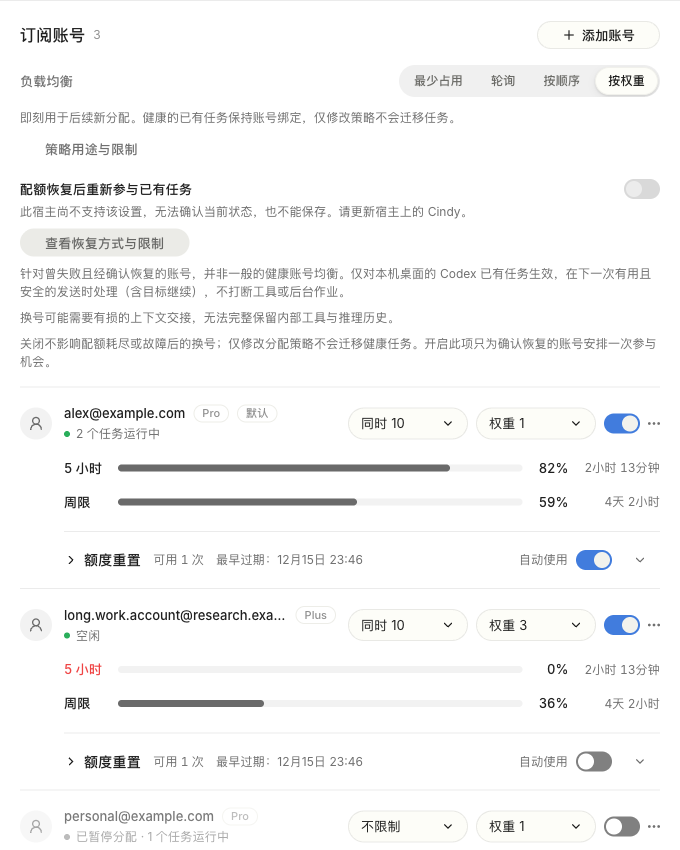 订阅账号 3
+ 添加账号
负载均衡
最少占用 轮询 按顺序 按权重
即刻用于后续新分配。健康的已有任务保持账号绑定，仅修改策略不会迁移任务。
策略用途与限制
配额恢复后重新参与已有任务
此宿主尚不支持该设置，无法确认当前状态，也不能保存。请更新宿主上的 Cindy。
查看恢复方式与限制
针对曾失败且经确认恢复的账号，并非一般的健康账号均衡。仅对本机桌面的 Codex 已有任务生效，在下一次有用且
安全的发送时处理（含目标继续），不打断工具或后台作业。
换号可能需要有损的上下文交接，无法完整保留内部工具与推理历史。
关闭不影响配额耗尽或故障后的换号；仅修改分配策略不会迁移健康任务。开启此项只为确认恢复的账号安排一次参与
机会。
alex@example.com Pro 默认
2 个任务运行中
同时 10 权重 1
5 小时 82% 2小时 13分钟
周限 59% 4天 2小时
额度重置 可用 1 次 最早过期：12月15日 23:46 自动使用
long.work.account@research.exa... Plus
空闲
同时 10 权重 3
5 小时 0% 2小时 13分钟
周限 36% 4天 2小时
额度重置 可用 1 次 最早过期：12月15日 23:46 自动使用
personal@example.com Pro
已暂停分配 · 1 个任务运行中
不限制 权重 1